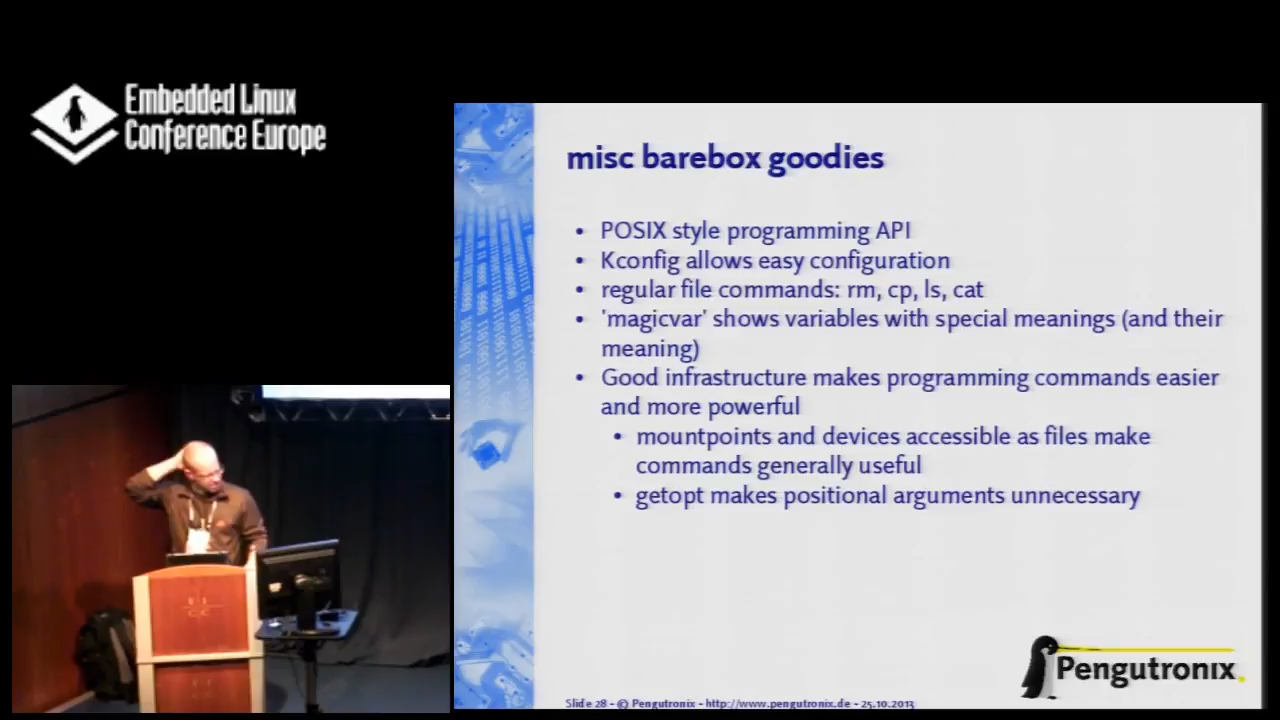 Embedded Linux
Conference Europe
misc barebox goodies
• POSIX style programming API
• Kconfig allows easy configuration
• regular file commands: rm, cp, ls, cat
• 'magicvar' shows variables with special meanings (and their
meaning)
• Good infrastructure makes programming commands easier
and more powerful
• mountpoints and devices accessible as files make
commands generally useful
• getopt makes positional arguments unnecessary
Pengutronix
Slide 28 - © Pengutronix - http://www.pengutronix.de - 25.10.2013